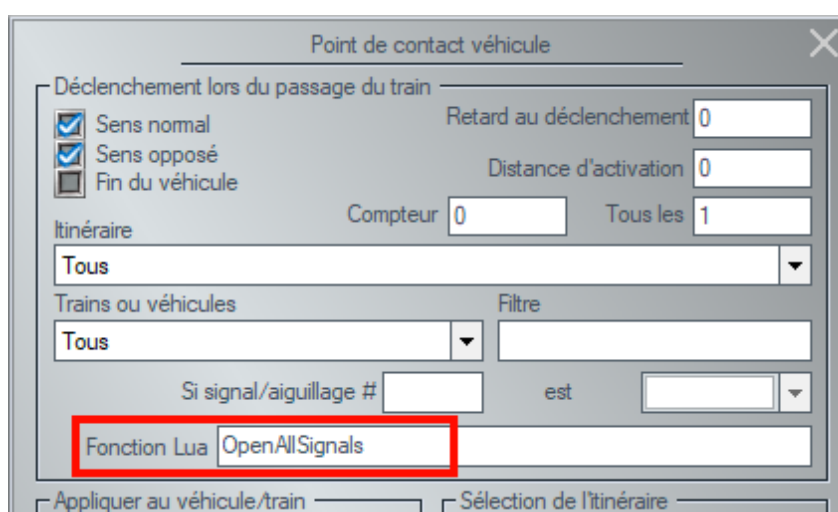 Point de contact véhicule
Déclenchement lors du passage du train
Sens normal
Retard au déclenchement 0
Sens opposé
Distance d'activation 0
Fin du véhicule
Compteur 0 Tous les 1
Itinéraire
Tous
Trains ou véhicules Filtre
Tous
Si signal/aiguillage # est
Fonction Lua OpenAllSignals
Appliquer au véhicule/train Sélection de l'itinéraire